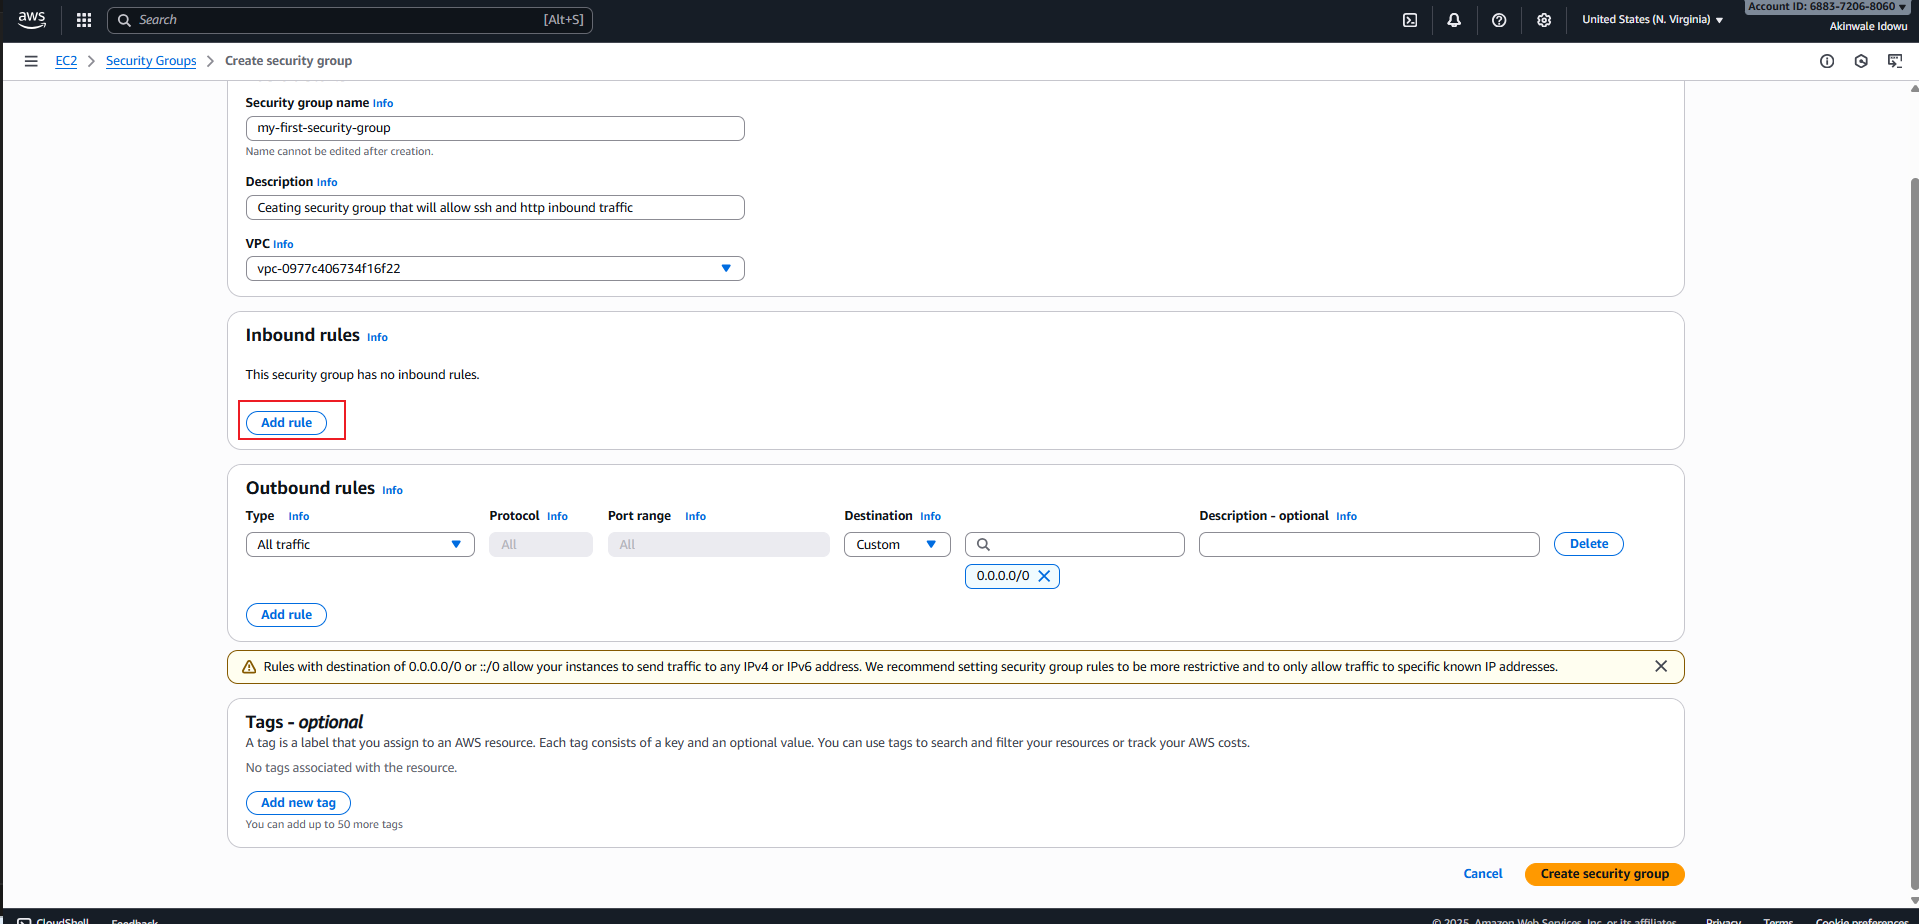 aws
Search
[Alt+S]
United States (N. Virginia)
Account ID: 6883-7206-8060
Akinwale Idowu
EC2
Security Groups
Create security group
Security group name Info
my-first-security-group
Name cannot be edited after creation.
Description Info
Ceating security group that will allow ssh and http inbound traffic
VPC Info
vpc-0977c406734f16f22
Inbound rules Info
This security group has no inbound rules.
Add rule
Outbound rules Info
Type Info Protocol Info Port range Info Destination Info Description - optional Info
All traffic All All Custom Delete
0.0.0.0/0
Add rule
Rules with destination of 0.0.0.0/0 or ::/0 allow your instances to send traffic to any IPv4 or IPv6 address. We recommend setting security group rules to be more restrictive and to only allow traffic to specific known IP addresses.
Tags - optional
A tag is a label that you assign to an AWS resource. Each tag consists of a key and an optional value. You can use tags to search and filter your resources or track your AWS costs.
No tags associated with the resource.
Add new tag
You can add up to 50 more tags
Cancel Create security group
CloudShell Feedback © 2025, Amazon Web Services, Inc. or its affiliates. Privacy Terms Cookie preferences